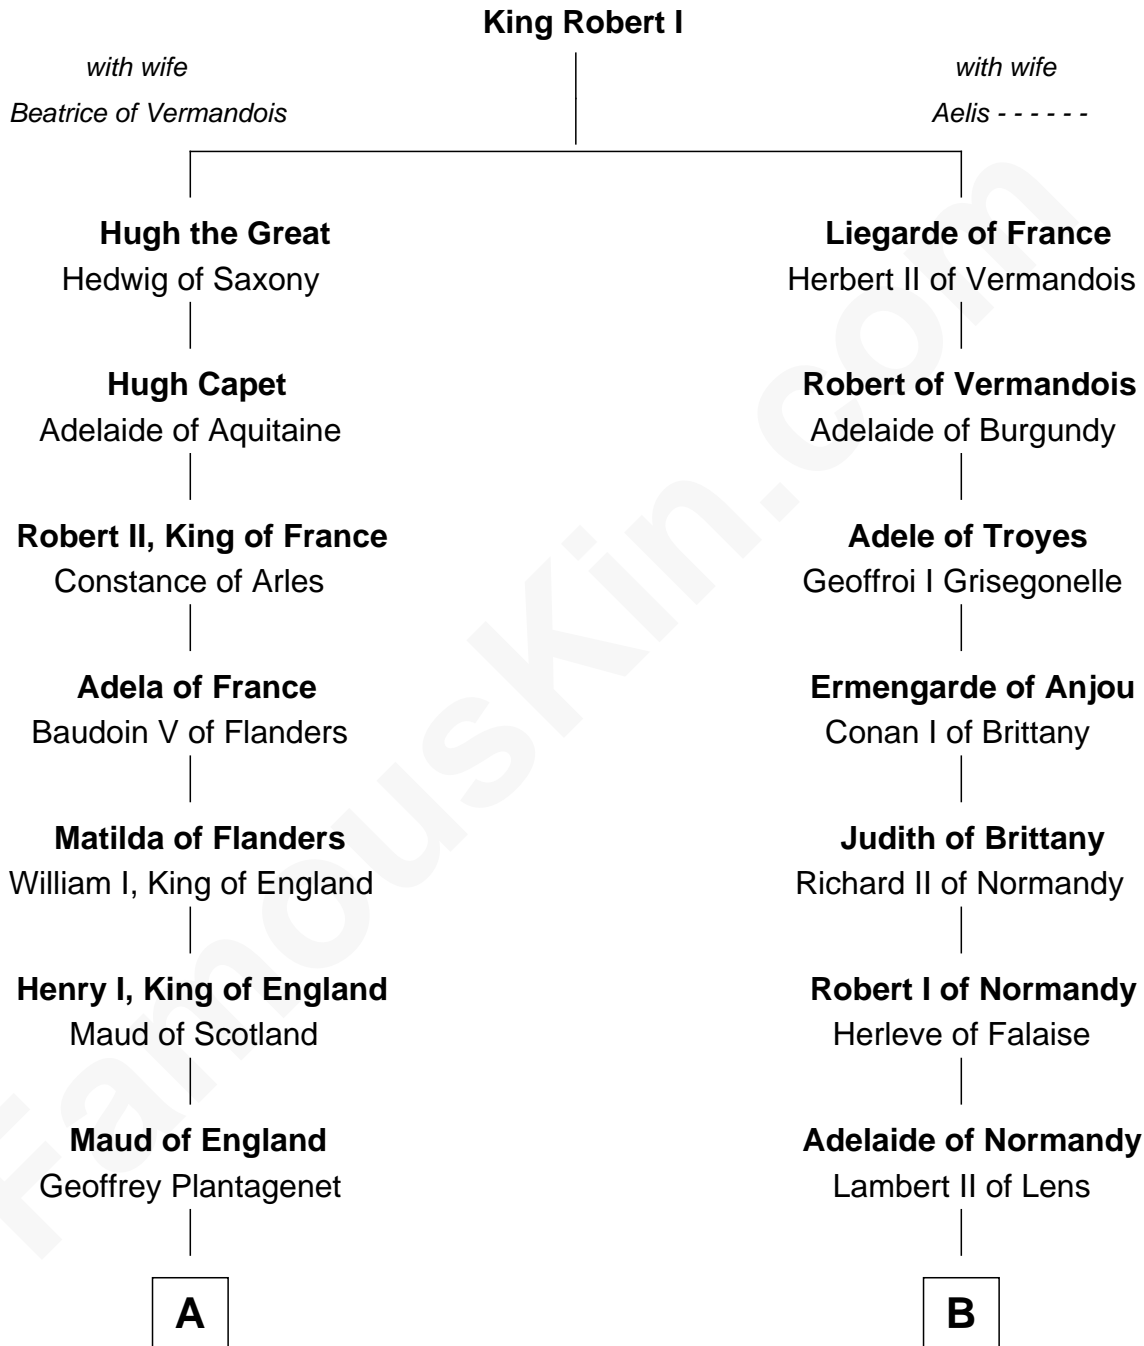 King Robert I
with wife
Beatrice of Vermandois
with wife
Aelis - - - - - -
Hugh the Great
Hedwig of Saxony
Liegarde of France
Herbert II of Vermandois
Hugh Capet
Adelaide of Aquitaine
Robert of Vermandois
Adelaide of Burgundy
Robert II, King of France
Constance of Arles
Adele of Troyes
Geoffroi I Grisegonelle
Adela of France
Baudoin V of Flanders
Ermengarde of Anjou
Conan I of Brittany
Matilda of Flanders
William I, King of England
Judith of Brittany
Richard II of Normandy
Henry I, King of England
Maud of Scotland
Robert I of Normandy
Herleve of Falaise
Maud of England
Geoffrey Plantagenet
Adelaide of Normandy
Lambert II of Lens
A
B
FamousKin.com